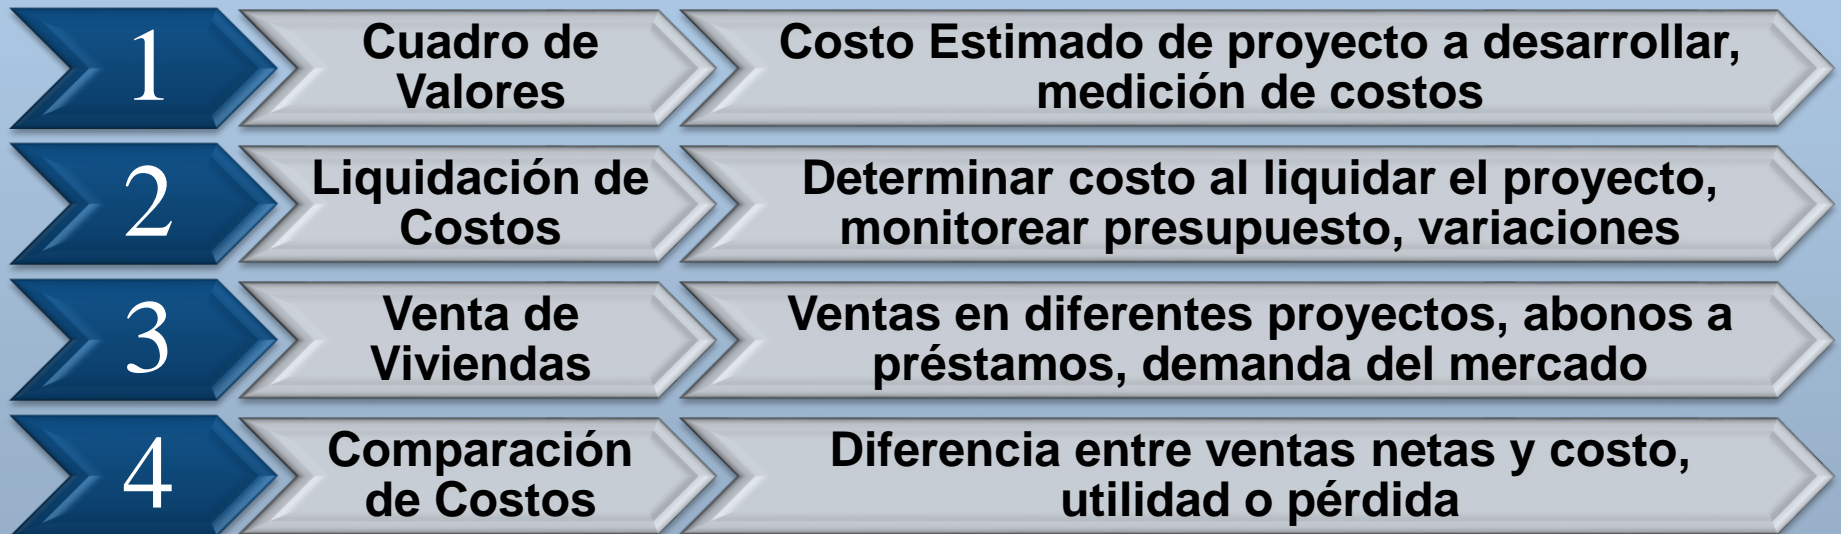 1
Cuadro de
Valores
Costo Estimado de proyecto a desarrollar,
medición de costos
2
Liquidación de
Costos
Determinar costo al liquidar el proyecto,
monitorear presupuesto, variaciones
3
Venta de
Viviendas
Ventas en diferentes proyectos, abonos a
préstamos, demanda del mercado
4
Comparación
de Costos
Diferencia entre ventas netas y costo,
utilidad o pérdida